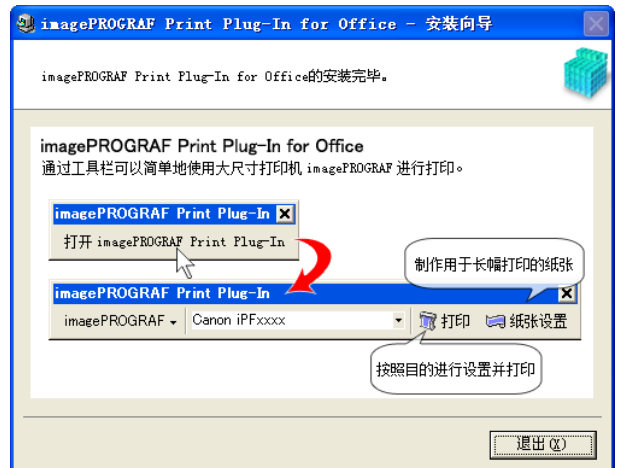 imagePROGRAF Print Plug-In for Office - 安装向导
imagePROGRAF Print Plug-In for Office的安装完毕。
imagePROGRAF Print Plug-In for Office
通过工具栏可以简单地使用大尺寸打印机 imagePROGRAF 进行打印。
imagePROGRAF Print Plug-In
打开 imagePROGRAF Print Plug-In
制作用于长幅打印的纸张
imagePROGRAF Print Plug-In
imagePROGRAF Canon iPFxxxx 打印 纸张设置
按照目的进行设置并打印
退出(X)